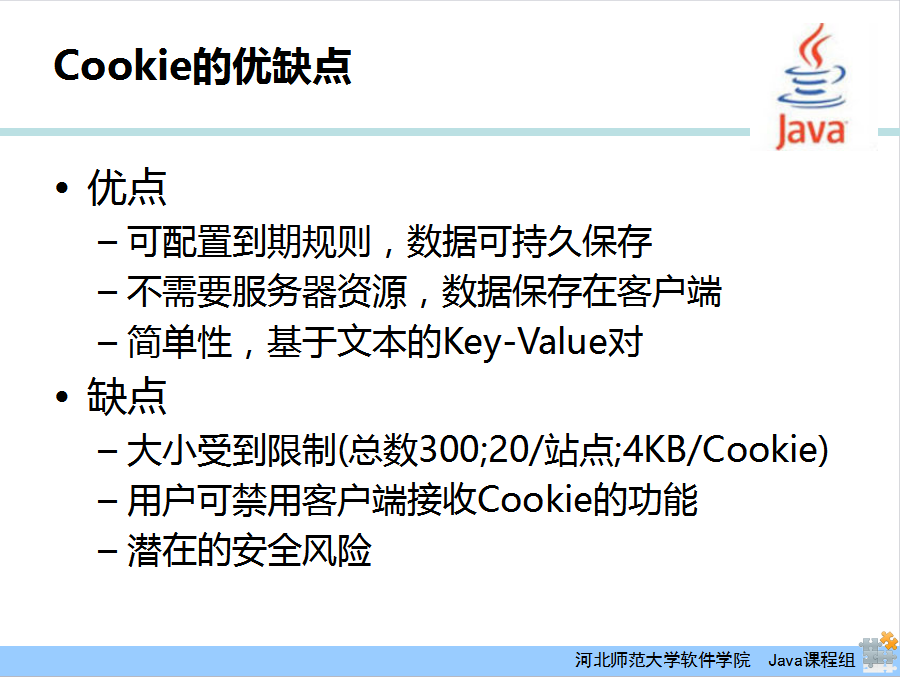 Cookie的优缺点
Java
• 优点
– 可配置到期规则，数据可持久保存
– 不需要服务器资源，数据保存在客户端
– 简单性，基于文本的Key-Value对
• 缺点
– 大小受到限制(总数300;20/站点;4KB/Cookie)
– 用户可禁用客户端接收Cookie的功能
– 潜在的安全风险
河北师范大学软件学院 Java课程组